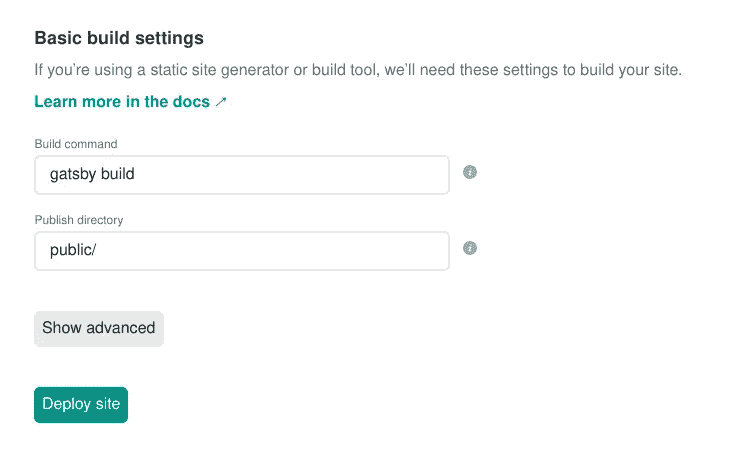 Basic build settings
If you’re using a static site generator or build tool, we’ll need these settings to build your site.
Learn more in the docs ↗
Build command
gatsby build
i
Publish directory
public/
i
Show advanced
Deploy site